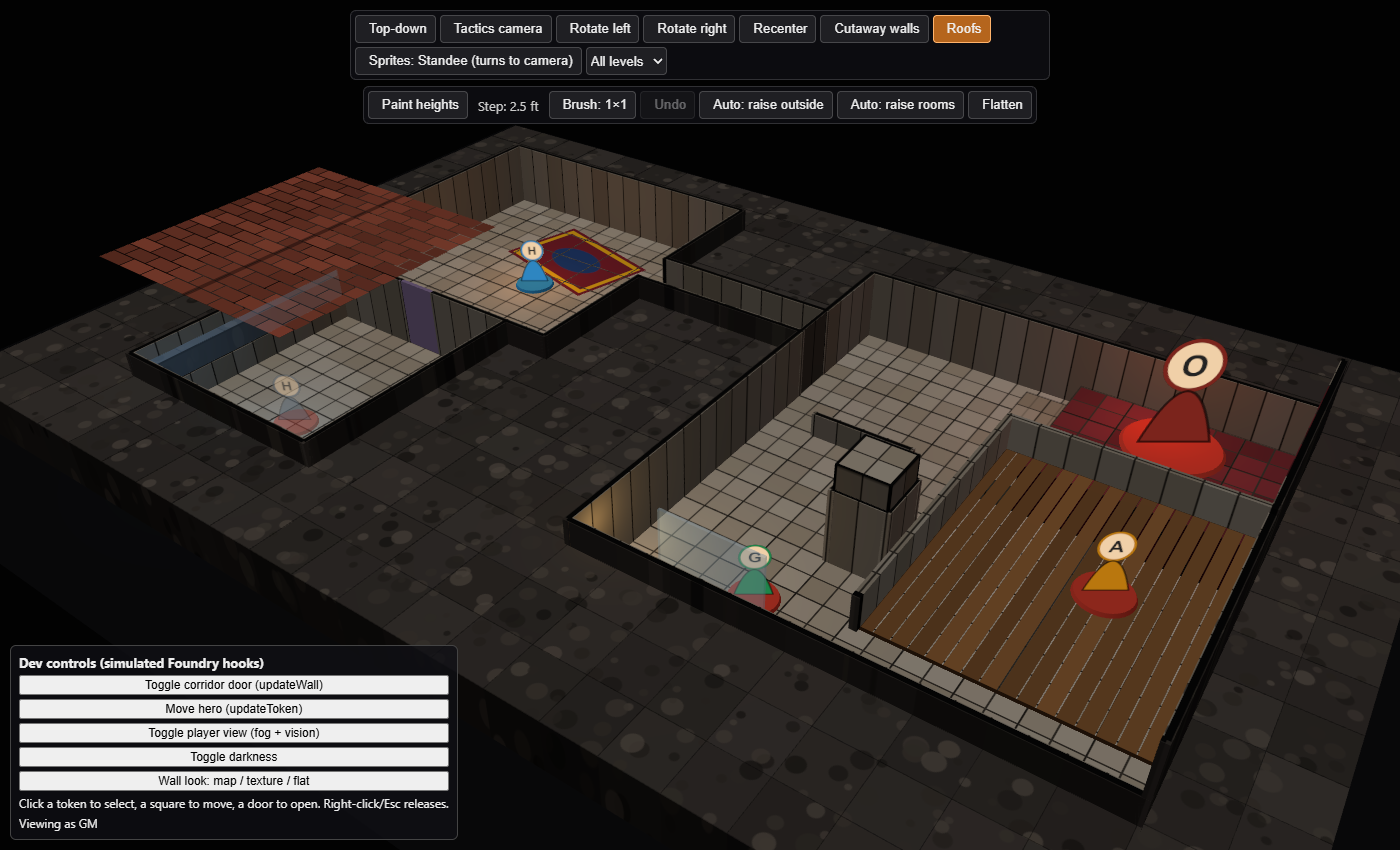 Top-down Tactics camera Rotate left Rotate right Recenter Cutaway walls Roofs
Sprites: Standee (turns to camera) All levels
Paint heights Step: 2.5 ft Brush: 1×1 Undo Auto: raise outside Auto: raise rooms Flatten
H
O
H
G
A
Dev controls (simulated Foundry hooks)
Toggle corridor door (updateWall)
Move hero (updateToken)
Toggle player view (fog + vision)
Toggle darkness
Wall look: map / texture / flat
Click a token to select, a square to move, a door to open. Right-click/Esc releases.
Viewing as GM